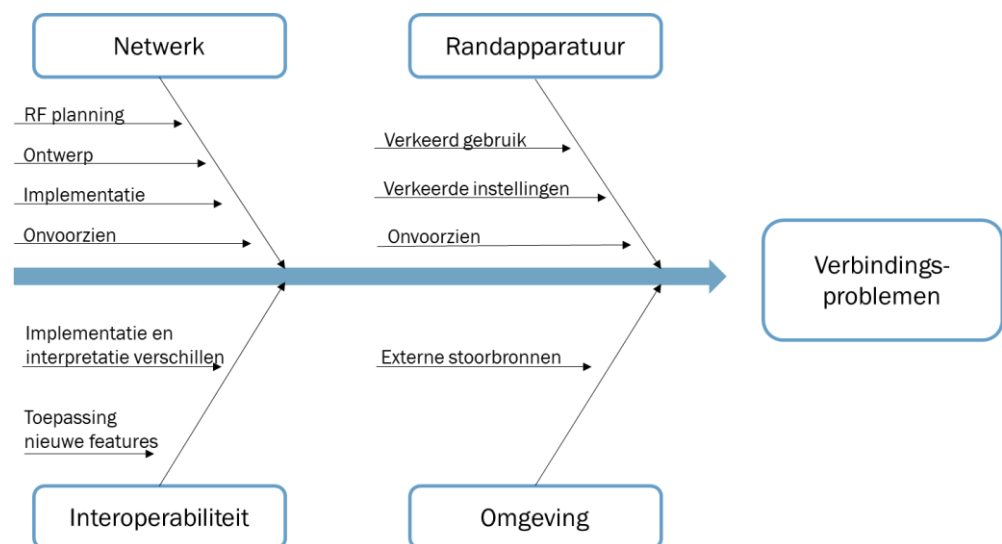 Netwerk
Randapparatuur
RF planning
Ontwerp
Implementatie
Onvoorzien
Verkeerd gebruik
Verkeerde instellingen
Onvoorzien
Verbindings-
problemen
Implementatie en
interpretatie verschillen
Toepassing
nieuwe features
Externe stoorbronnen
Interoperabiliteit
Omgeving